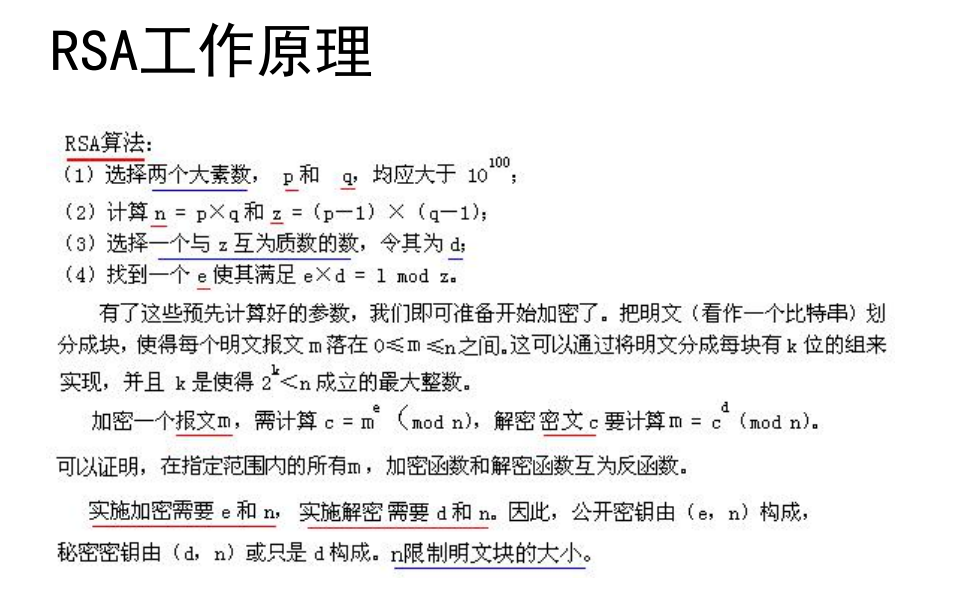 RSA工作原理
RSA算法:
(1) 选择两个大素数, p和 q, 均应大于 10^100;
(2) 计算 n = p×q 和 z = (p—1) × (q—1);
(3) 选择一个与 z 互为质数的数, 令其为 d;
(4) 找到一个 e 使其满足 e×d = 1 mod z。
有了这些预先计算好的参数, 我们即可准备开始加密了。把明文 (看作一个比特串) 划
分成块, 使得每个明文报文 m 落在 0≤m ≤n之间。这可以通过将明文分成每块有 k 位的组来
实现, 并且 k 是使得 2^k<n 成立的最大整数。
加密一个报文m, 需计算 c = m^e (mod n), 解密密文 c 要计算 m = c^d (mod n)。
可以证明, 在指定范围内的所有m, 加密函数和解密函数互为反函数。
实施加密需要 e 和 n, 实施解密 需要 d 和 n。因此, 公开密钥由 (e, n) 构成,
秘密密钥由 (d, n) 或只是 d 构成。n限制明文块的大小。